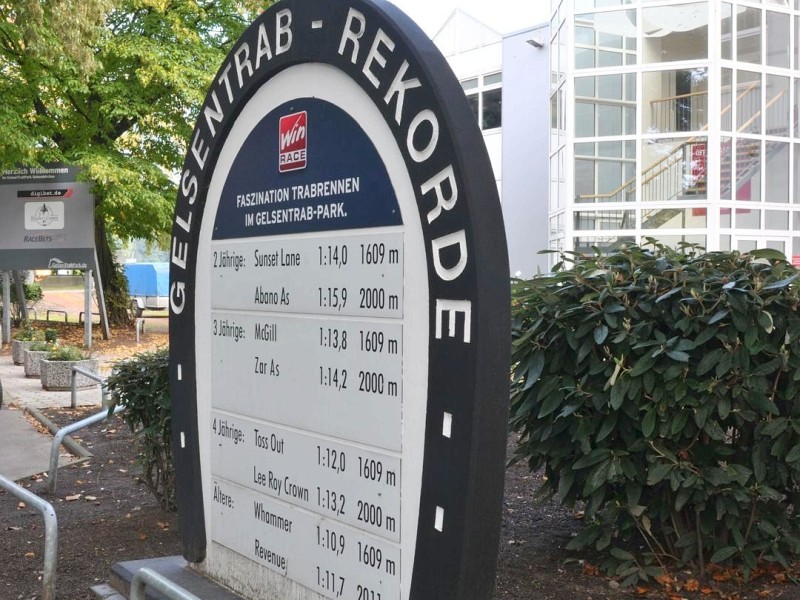 GELSENTRAB - REKORDE
Win
RACE
FASZINATION TRABRENNEN
IM GELSENTRAB-PARK.
2 Jährige: Sunset Lane 1:14,0 1609 m
Abano As 1:15,9 2000 m
3 Jährige: McGill 1:13,8 1609 m
Zar As 1:14,2 2000 m
4 Jährige: Toss Out 1:12,0 1609 m
Lee Roy Crown 1:13,2 2000 m
Ältere: Whammer 1:10,9 1609 m
Revenue 1:11,7 2011
Herzlich Willkommen
digibet.de
RACEBETS